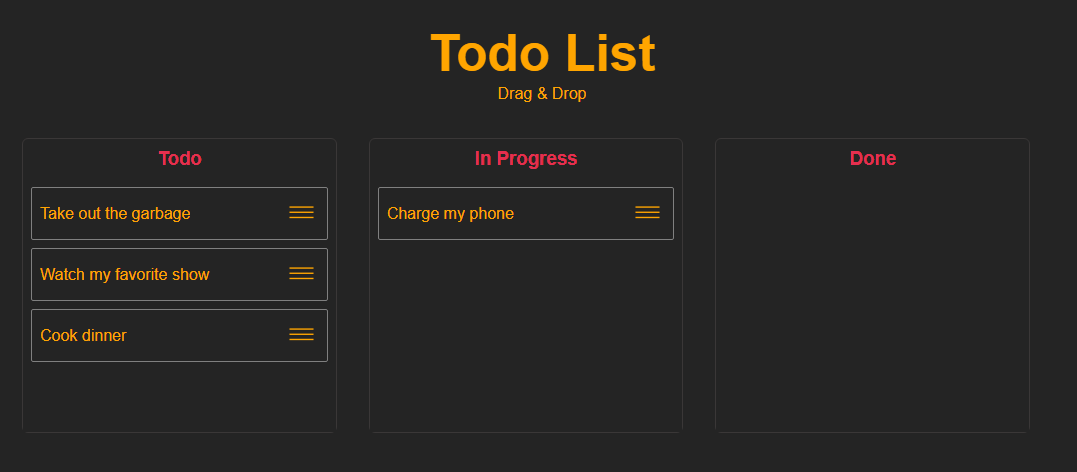 Todo List
Drag & Drop
Todo
Take out the garbage
Watch my favorite show
Cook dinner
In Progress
Charge my phone
Done